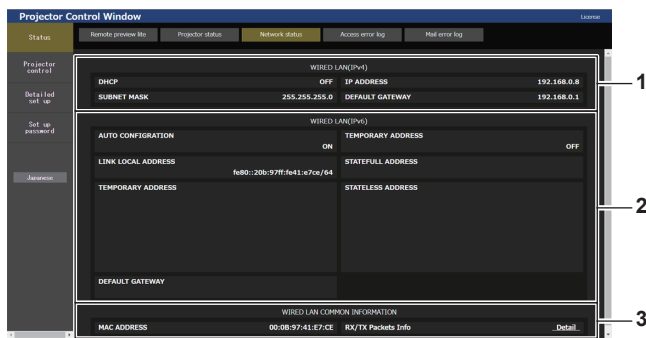 Projector Control Window
License
Status
Remote preview lite
Projector status
Network status
Access error log
Mail error log
Projector
control
Detailed
set up
Set up
password
Japanese
WIRED LAN(IPv4)
DHCP OFF IP ADDRESS 192.168.0.8
SUBNET MASK 255.255.255.0 DEFAULT GATEWAY 192.168.0.1
1
WIRED LAN(IPv6)
AUTO CONFIGRATION TEMPORARY ADDRESS
ON OFF
LINK LOCAL ADDRESS STATEFULL ADDRESS
fe80::20b:97ff:fe41:e7ce/64
TEMPORARY ADDRESS STATELESS ADDRESS
2
DEFAULT GATEWAY
WIRED LAN COMMON INFORMATION
3
MAC ADDRESS 00:0B:97:41:E7:CE RX/TX Packets Info Detail